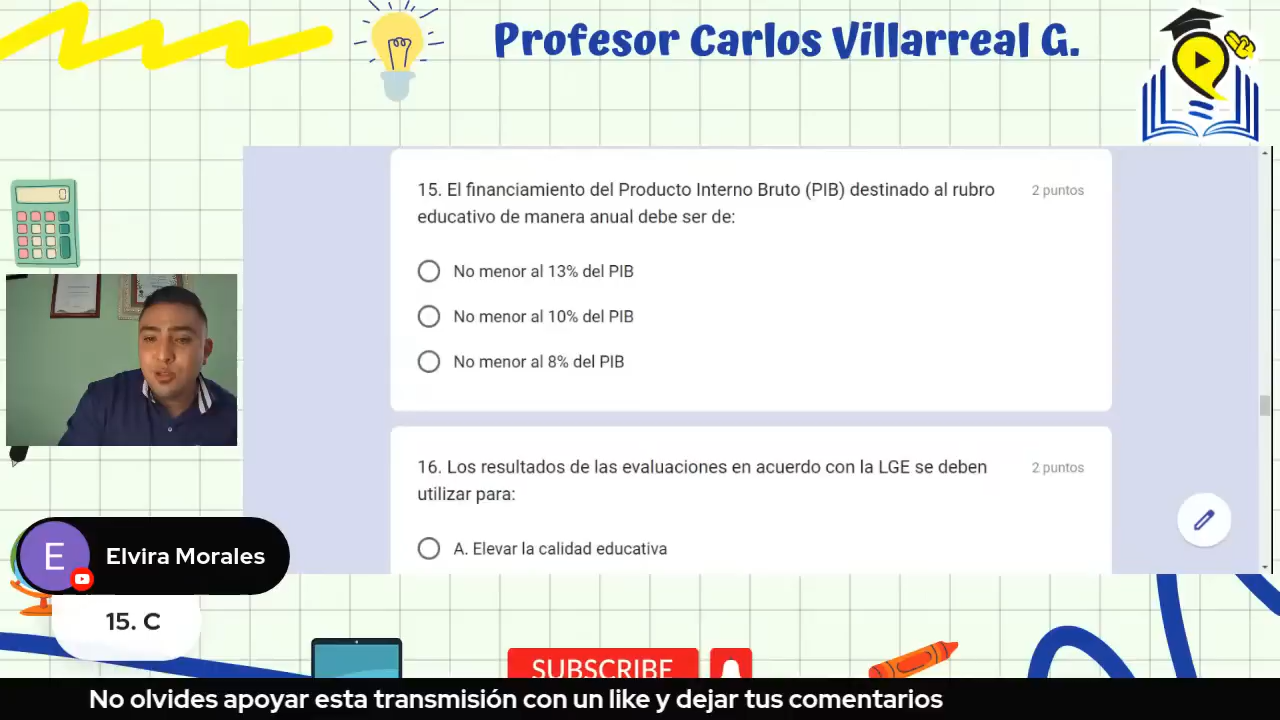 Profesor Carlos Villarreal G.
15. El financiamiento del Producto Interno Bruto (PIB) destinado al rubro
educativo de manera anual debe ser de:
2 puntos
No menor al 13% del PIB
No menor al 10% del PIB
No menor al 8% del PIB
16. Los resultados de las evaluaciones en acuerdo con la LGE se deben
utilizar para:
2 puntos
A. Elevar la calidad educativa
E
Elvira Morales
15. C
SUBSCRIBE
No olvides apoyar esta transmisión con un like y dejar tus comentarios